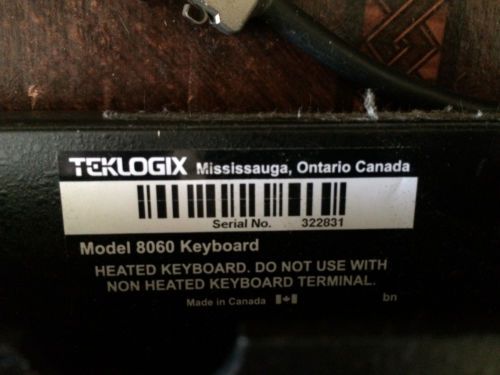 TEKLOGIX Mississauga, Ontario Canada
Serial No. 322831
Model 8060 Keyboard
HEATED KEYBOARD. DO NOT USE WITH
NON HEATED KEYBOARD TERMINAL.
Made in Canada
bn